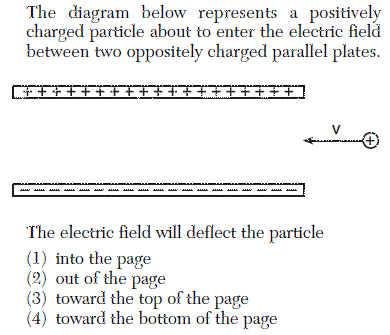 The diagram below represents a positively
charged particle about to enter the electric field
between two oppositely charged parallel plates.
+ + + + + + + + + + + + + + + + + + +
v
+
− − − − − − − − − − − − − − − − − − −
The electric field will deflect the particle
(1) into the page
(2) out of the page
(3) toward the top of the page
(4) toward the bottom of the page